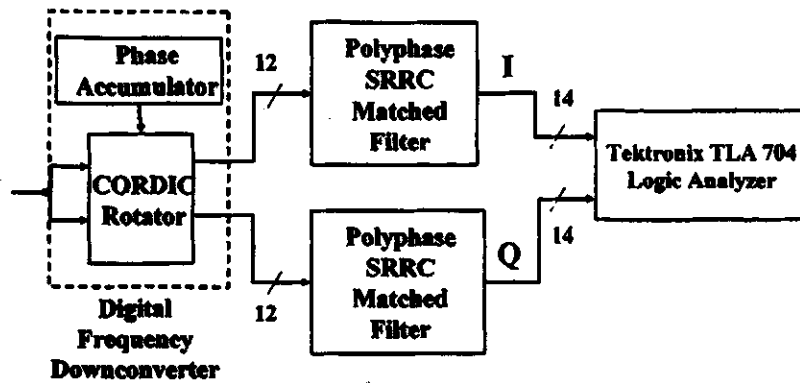 Phase
Accumulator
CORDIC
Rotator
Digital
Frequency
Downconverter
12
12
Polyphase
SRRC
Matched
Filter
Polyphase
SRRC
Matched
Filter
I
Q
14
14
Tektronix TLA 704
Logic Analyzer